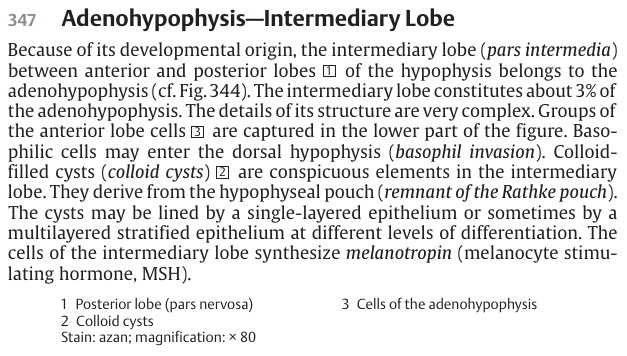 347 Adenohypophysis—Intermediary Lobe
Because of its developmental origin, the intermediary lobe (pars intermedia)
between anterior and posterior lobes 1 of the hypophysis belongs to the
adenohypophysis (cf. Fig. 344). The intermediary lobe constitutes about 3% of
the adenohypophysis. The details of its structure are very complex. Groups of
the anterior lobe cells 3 are captured in the lower part of the figure. Baso-
philic cells may enter the dorsal hypophysis (basophil invasion). Colloid-
filled cysts (colloid cysts) 2 are conspicuous elements in the intermediary
lobe. They derive from the hypophyseal pouch (remnant of the Rathke pouch).
The cysts may be lined by a single-layered epithelium or sometimes by a
multilayered stratified epithelium at different levels of differentiation. The
cells of the intermediary lobe synthesize melanotropin (melanocyte stimu-
lating hormone, MSH).
1 Posterior lobe (pars nervosa)
2 Colloid cysts
Stain: azan; magnification: × 80
3 Cells of the adenohypophysis